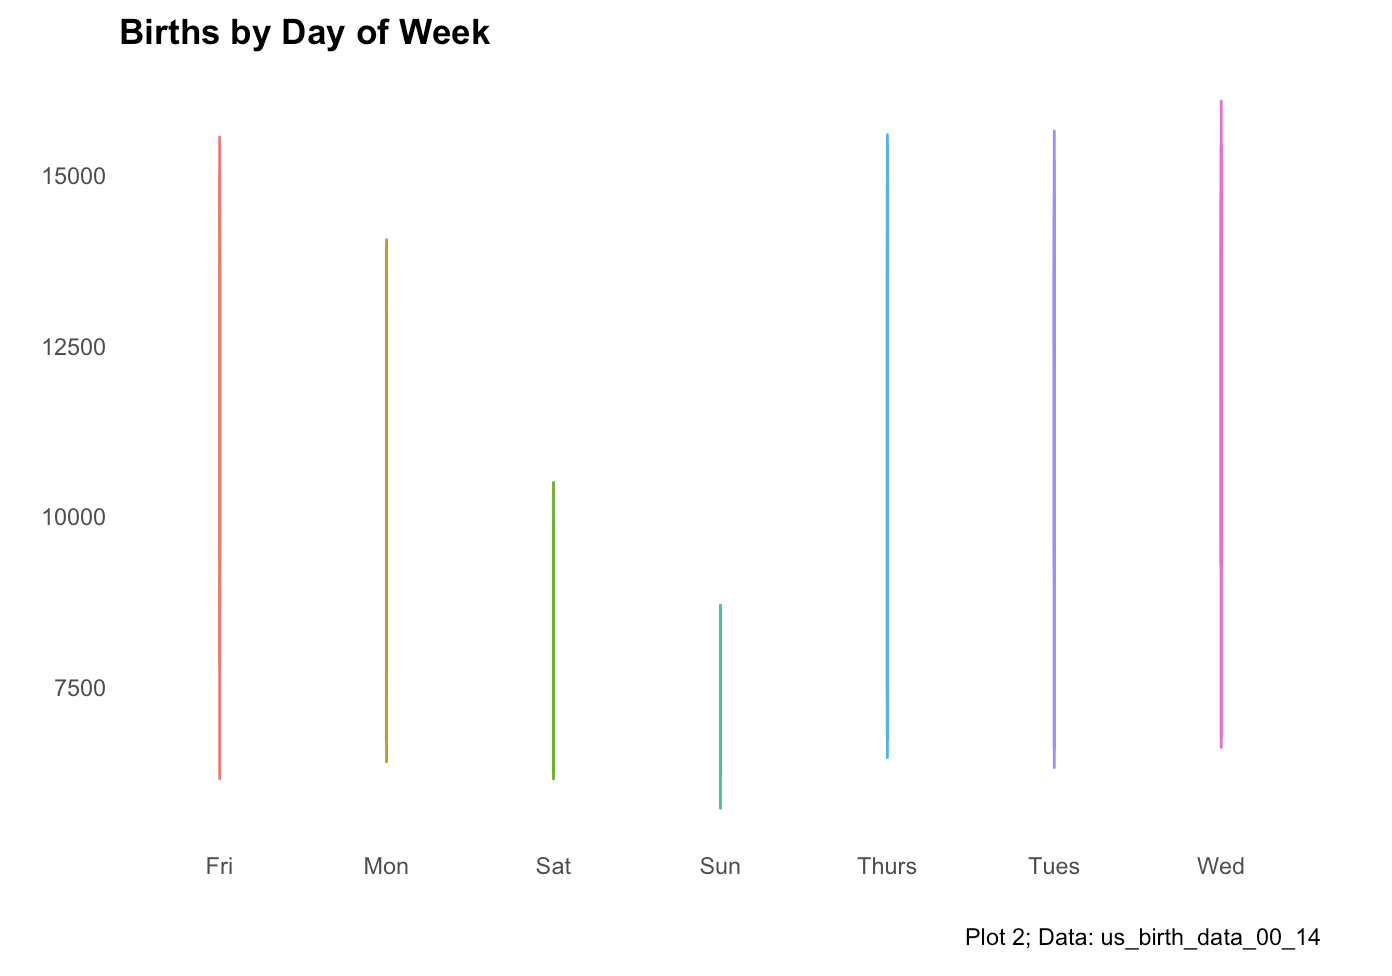 Births by Day of Week
15000
12500
10000
7500
Fri Mon Sat Sun Thurs Tues Wed
Plot 2; Data: us_birth_data_00_14